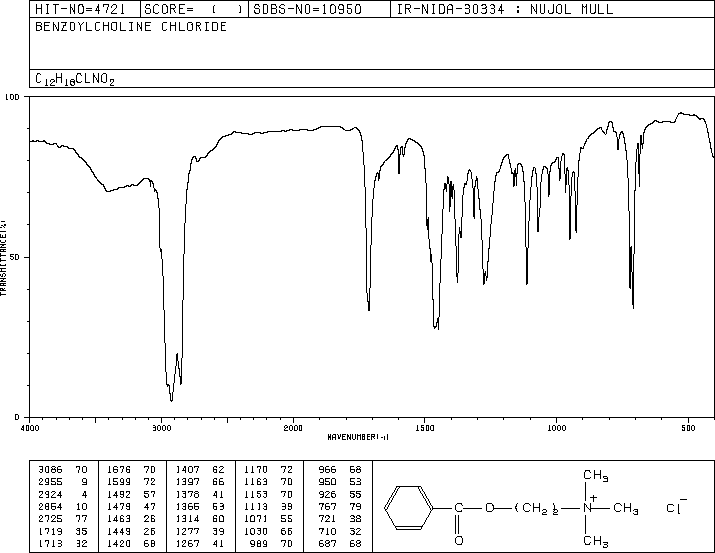 HIT-NO=4721 SCORE= ( ) SDBS-NO=10950 IR-NIDA-30334 : NUJOL MULL
BENZOYLCHOLINE CHLORIDE
C12H18CLNO2
100
50
0
TRANSMITTANCE(%)
4000 3000 2000 1500 1000 500
WAVENUMBER(-1)
3086 70 1676 70 1407 62 1170 72 966 68
2955 9 1599 72 1397 66 1163 70 950 53
2924 4 1492 57 1378 41 1153 70 926 55
2854 10 1479 47 1366 53 1113 39 767 79
2725 77 1463 26 1314 60 1071 55 721 38
1719 35 1449 26 1277 39 1030 66 710 32
1713 32 1420 68 1267 41 989 70 687 68
CH3
C O (CH2)2 N+ CH3 Cl−
O CH3